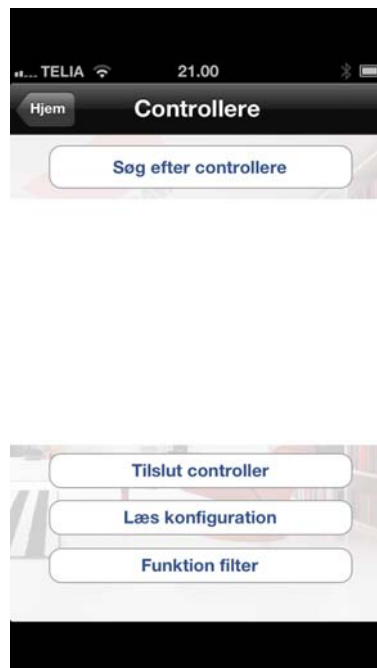 TELIA 21.00
Hjem Controllere
Søg efter controllere
Tilslut controller
Læs konfiguration
Funktion filter